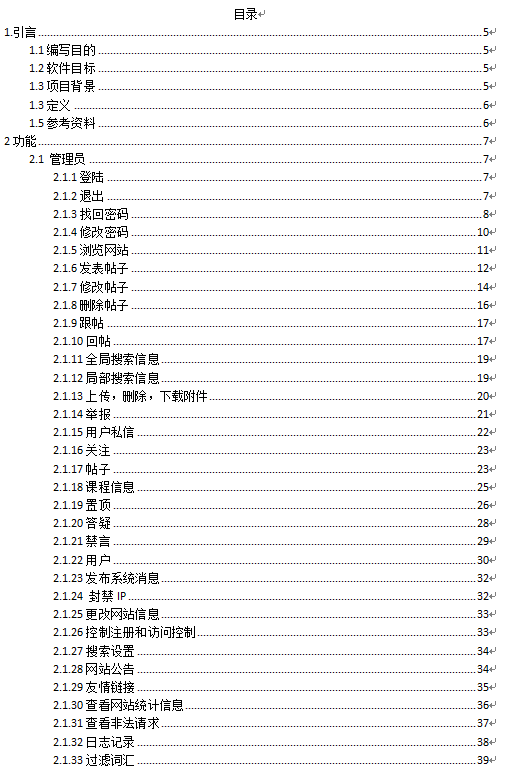 目录
1.引言 5
1.1 编写目的 5
1.2 软件目标 5
1.3 项目背景 5
1.3 定义 6
1.5 参考资料 6
2 功能 7
2.1 管理员 7
2.1.1 登陆 7
2.1.2 退出 7
2.1.3 找回密码 8
2.1.4 修改密码 10
2.1.5 浏览网站 11
2.1.6 发表帖子 12
2.1.7 修改帖子 14
2.1.8 删除帖子 16
2.1.9 跟帖 17
2.1.10 回帖 17
2.1.11 全局搜索信息 19
2.1.12 局部搜索信息 19
2.1.13 上传，删除，下载附件 20
2.1.14 举报 21
2.1.15 用户私信 22
2.1.16 关注 23
2.1.17 帖子 23
2.1.18 课程信息 25
2.1.19 置顶 26
2.1.20 答疑 28
2.1.21 禁言 29
2.1.22 用户 30
2.1.23 发布系统消息 32
2.1.24 封禁 IP 32
2.1.25 更改网站信息 33
2.1.26 控制注册和访问控制 33
2.1.27 搜索设置 34
2.1.28 网站公告 34
2.1.29 友情链接 35
2.1.30 查看网站统计信息 36
2.1.31 查看非法请求 37
2.1.32 日志记录 38
2.1.33 过滤词汇 39